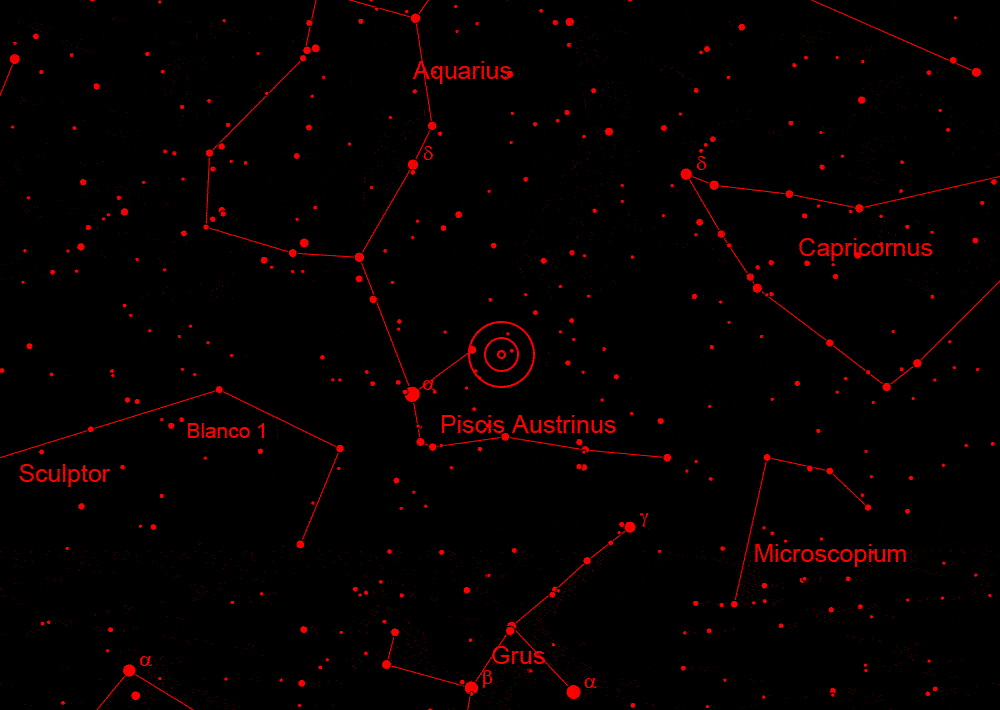 Aquarius
δ
δ
Capricornus
α
Piscis Austrinus
Blanco 1
Sculptor
γ
Microscopium
Grus
α
β
α